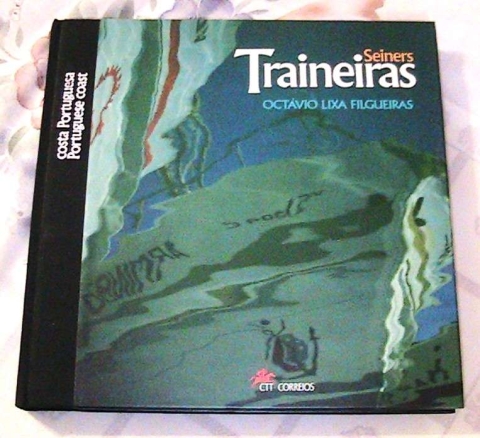 costa Portuguesa
Portuguese coast
Seiners
Traineiras
OCTÁVIO LIXA FILGUEIRAS
CTT CORREIOS